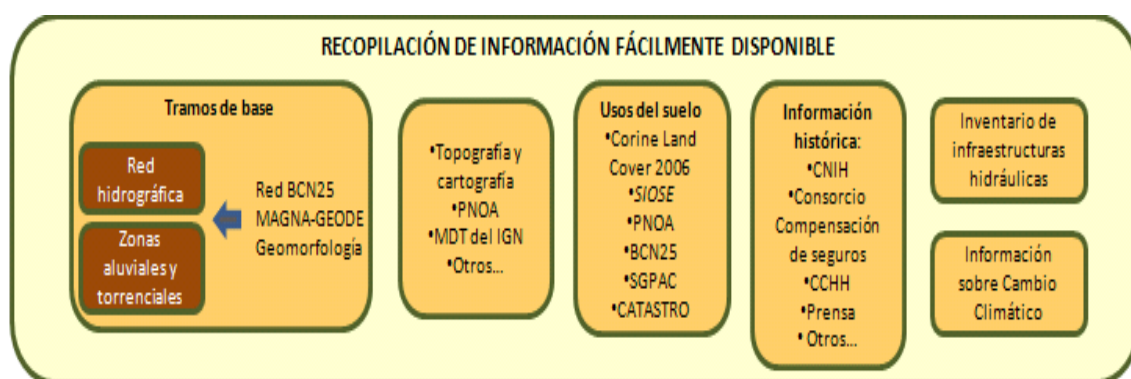 RECOPILACIÓN DE INFORMACIÓN FÁCILMENTE DISPONIBLE
Tramos de base
Red
hidrográfica
Zonas
aluviales y
torrenciales
Red BCN25
MAGNA-GEODE
Geomorfología
•Topografía y
cartografía
•PNOA
•MDT del IGN
•Otros...
Usos del suelo
•Corine Land
Cover 2006
•SIOSE
•PNOA
•BCN25
•SGPAC
•CATASTRO
Información
histórica:
•CNIH
•Consorcio
Compensación
de seguros
•CCHH
•Prensa
• Otros...
Inventario de
infraestructuras
hidráulicas
Información
sobre Cambio
Climático